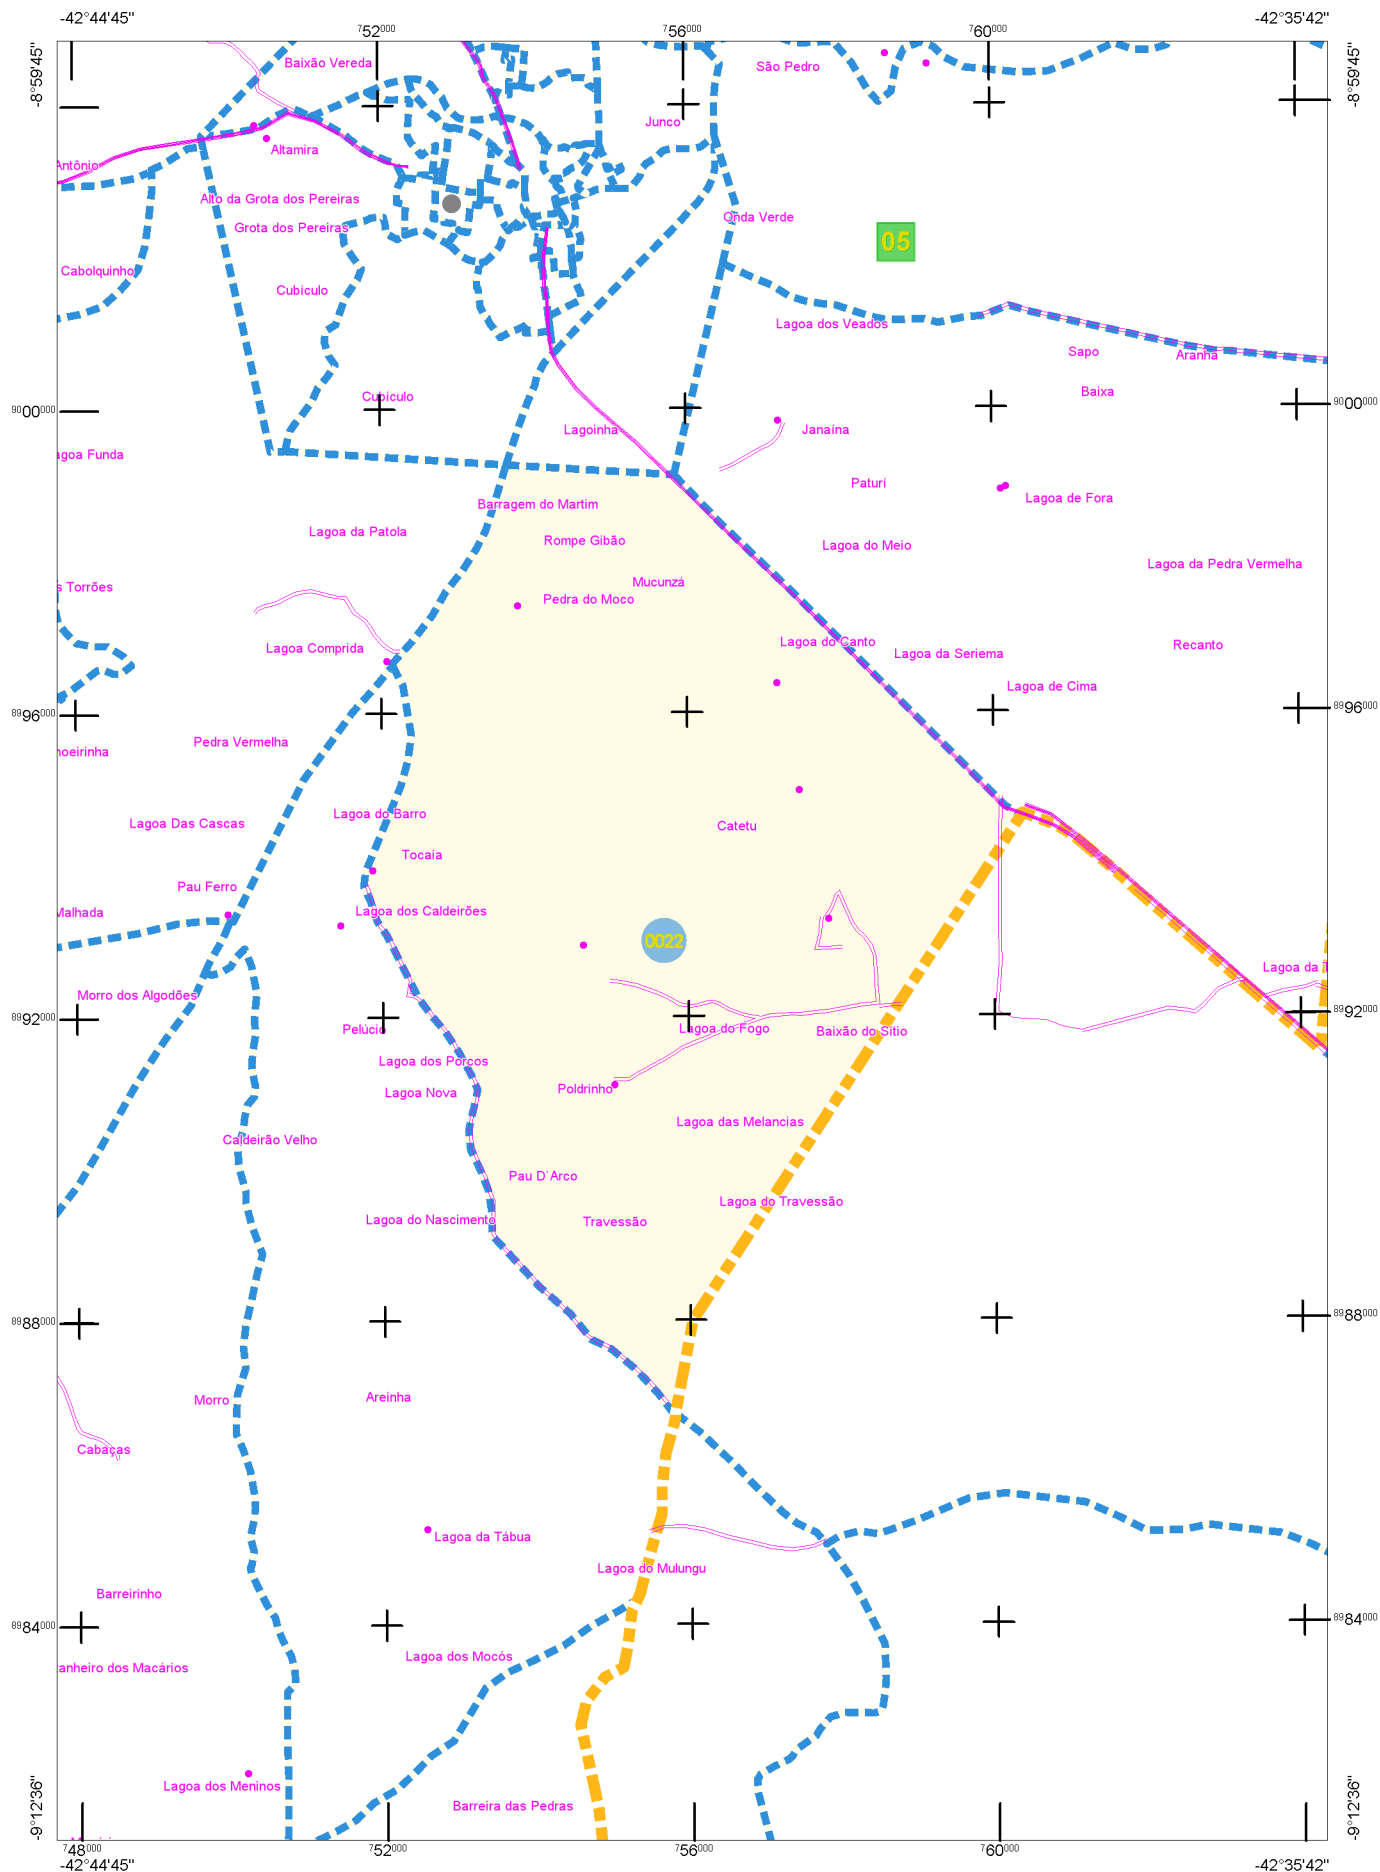 -42°44'45"
-42°35'42"
752000
756000
760000
-8°59'45"
-8°59'45"
Baixão Vereda
São Pedro
Junco
Altamira
Antônio
Alto da Grota dos Pereiras
Onda Verde
Grota dos Pereiras
05
Cabolquinho
Cubiculo
Lagoa dos Veados
Sapo
Aranha
Baixa
Cubículo
9000000
9000000
Lagoinha
Janaína
agoa Funda
Paturi
Lagoa de Fora
Barragem do Martim
Lagoa da Patola
Rompe Gibão
Lagoa do Meio
Lagoa da Pedra Vermelha
Mucunzá
s Torrões
Pedra do Moco
Lagoa do Canto
Recanto
Lagoa Comprida
Lagoa da Seriema
Lagoa de Cima
8996000
8996000
Pedra Vermelha
noeirinha
Lagoa do Barro
Lagoa Das Cascas
Catetu
Tocaia
Pau Ferro
Malhada
Lagoa dos Caldeirões
0022
Lagoa da T
Morro dos Algodões
8992000
8992000
Pelúcio
Lagoa do Fogo
Baixão do Sítio
Lagoa dos Porcos
Lagoa Nova
Poldrinho
Lagoa das Melancias
Caldeirão Velho
Pau D`Arco
Lagoa do Travessão
Lagoa do Nascimento
Travessão
8988000
8988000
Morro
Areinha
Cabaças
Lagoa da Tábua
Lagoa do Mulungu
Barreirinho
8984000
8984000
Lagoa dos Mocós
anheiro dos Macários
Lagoa dos Meninos
Barreira das Pedras
-9°12'36"
-9°12'36"
748000
752000
756000
760000
-42°44'45"
-42°35'42"